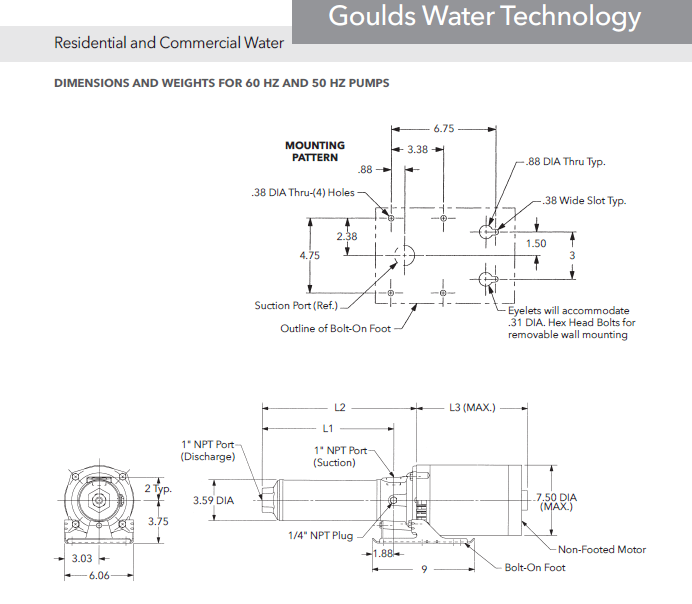 Goulds Water Technology
Residential and Commercial Water
DIMENSIONS AND WEIGHTS FOR 60 HZ AND 50 HZ PUMPS
6.75
MOUNTING
PATTERN
3.38
.88
.88 DIA Thru Typ.
.38 DIA Thru-(4) Holes
.38 Wide Slot Typ.
2.38
1.50
4.75
3
Suction Port (Ref.)
Outline of Bolt-On Foot
Eyelets will accommodate
.31 DIA. Hex Head Bolts for
removable wall mounting
L2
L3 (MAX.)
L1
1" NPT Port
(Discharge)
1" NPT Port
(Suction)
2 Typ.
3.59 DIA
7.50 DIA
(MAX.)
3.75
1/4" NPT Plug
Non-Footed Motor
3.03
1.88
9
Bolt-On Foot
6.06